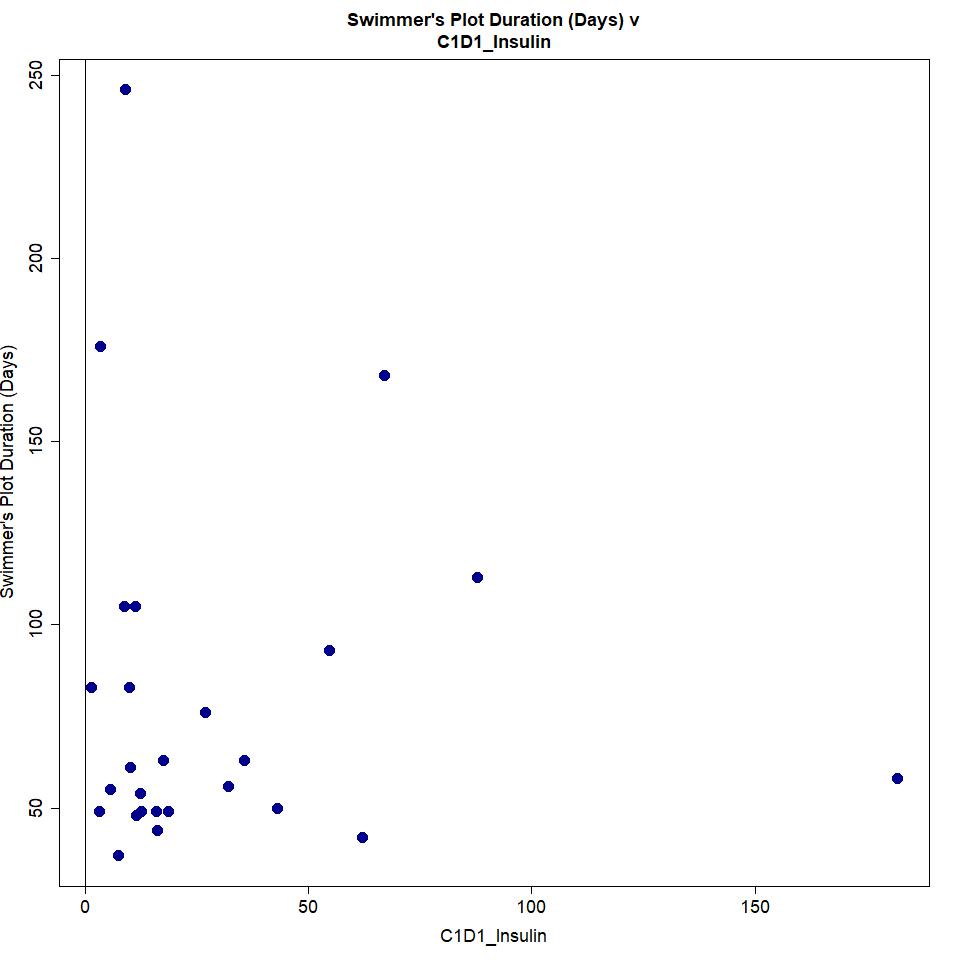 Swimmer's Plot Duration (Days) v
C1D1_Insulin
Swimmer's Plot Duration (Days)
250
200
150
100
50
0
50
100
150
C1D1_Insulin